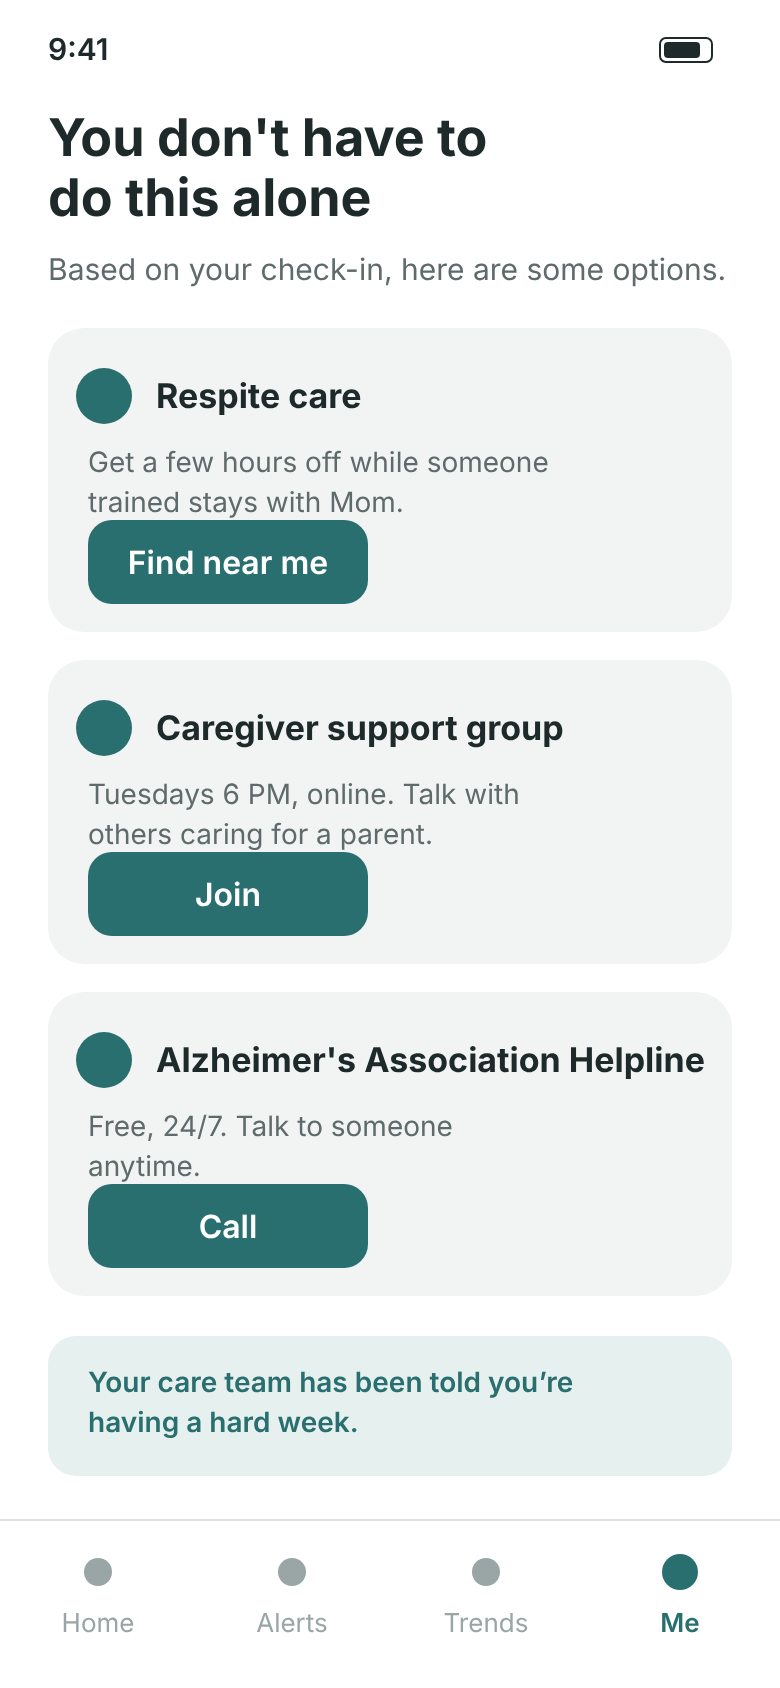 9:41
You don't have to
do this alone
Based on your check-in, here are some options.
Respite care
Get a few hours off while someone
trained stays with Mom.
Find near me
Caregiver support group
Tuesdays 6 PM, online. Talk with
others caring for a parent.
Join
Alzheimer's Association Helpline
Free, 24/7. Talk to someone
anytime.
Call
Your care team has been told you’re
having a hard week.
Home
Alerts
Trends
Me